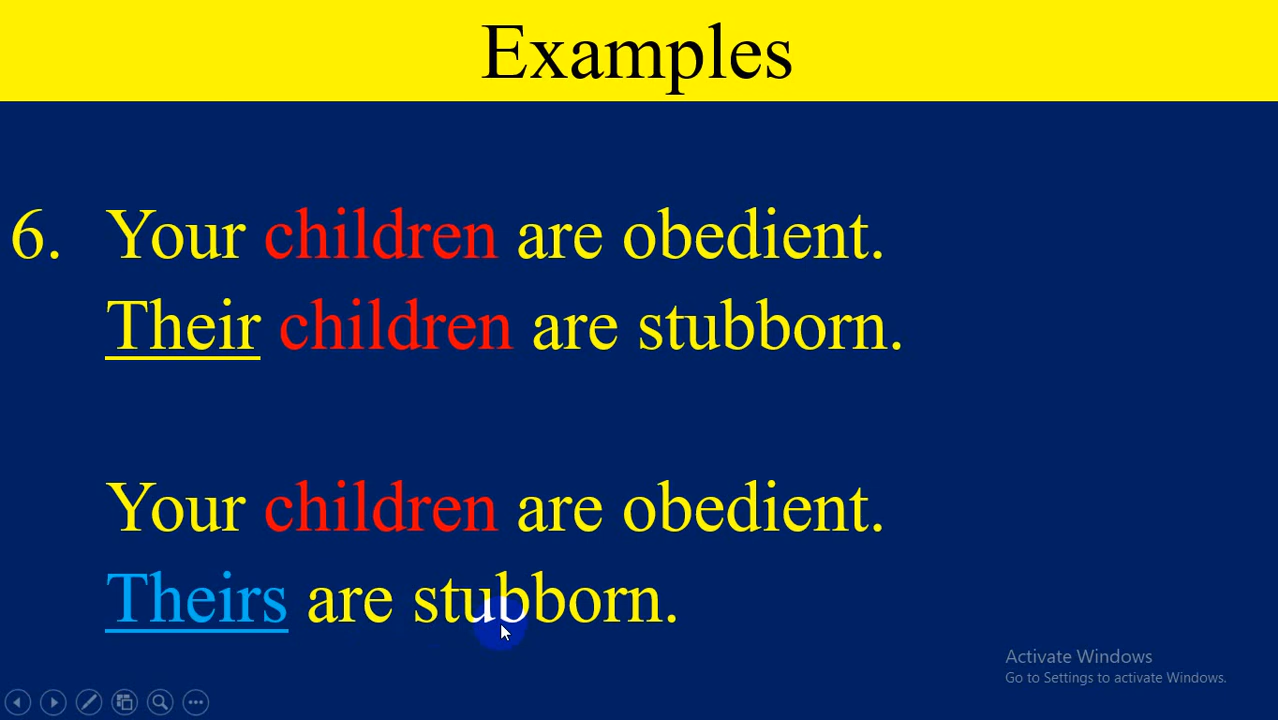 Examples
6. Your children are obedient.
Their children are stubborn.
Your children are obedient.
Theirs are stubborn.
Activate Windows
Go to Settings to activate Windows.